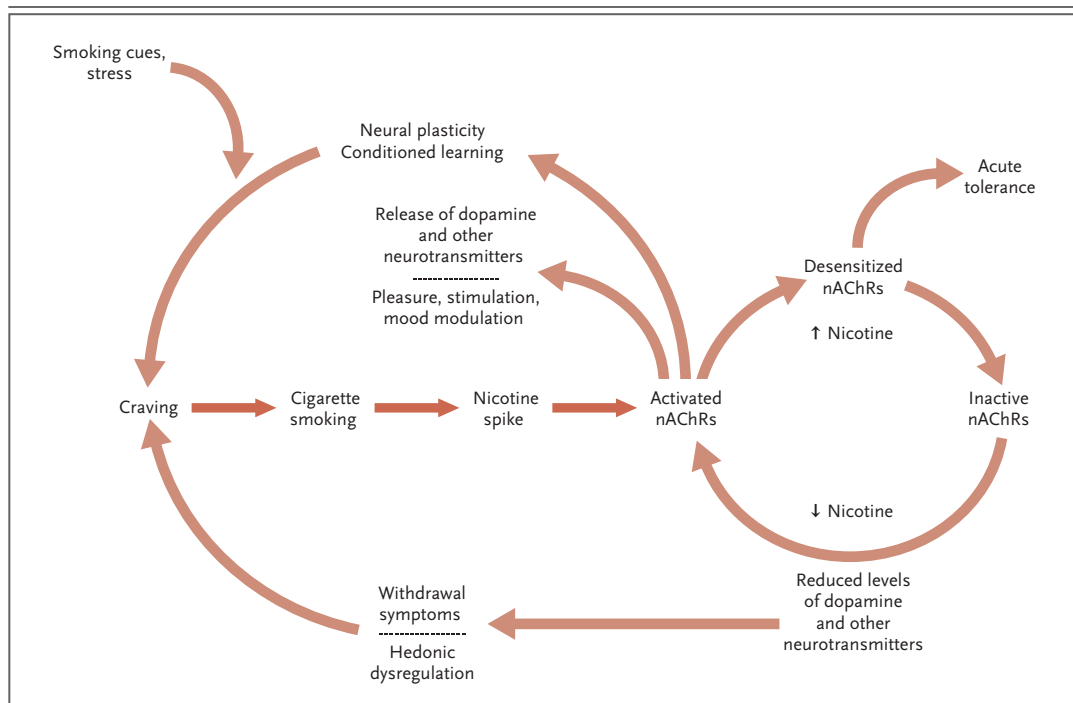 Smoking cues,
stress
Neural plasticity
Conditioned learning
Acute
tolerance
Release of dopamine
and other
neurotransmitters
Pleasure, stimulation,
mood modulation
Desensitized
nAChRs
↑ Nicotine
Craving
Cigarette
smoking
Nicotine
spike
Activated
nAChRs
Inactive
nAChRs
↓ Nicotine
Reduced levels
of dopamine
and other
neurotransmitters
Withdrawal
symptoms
Hedonic
dysregulation